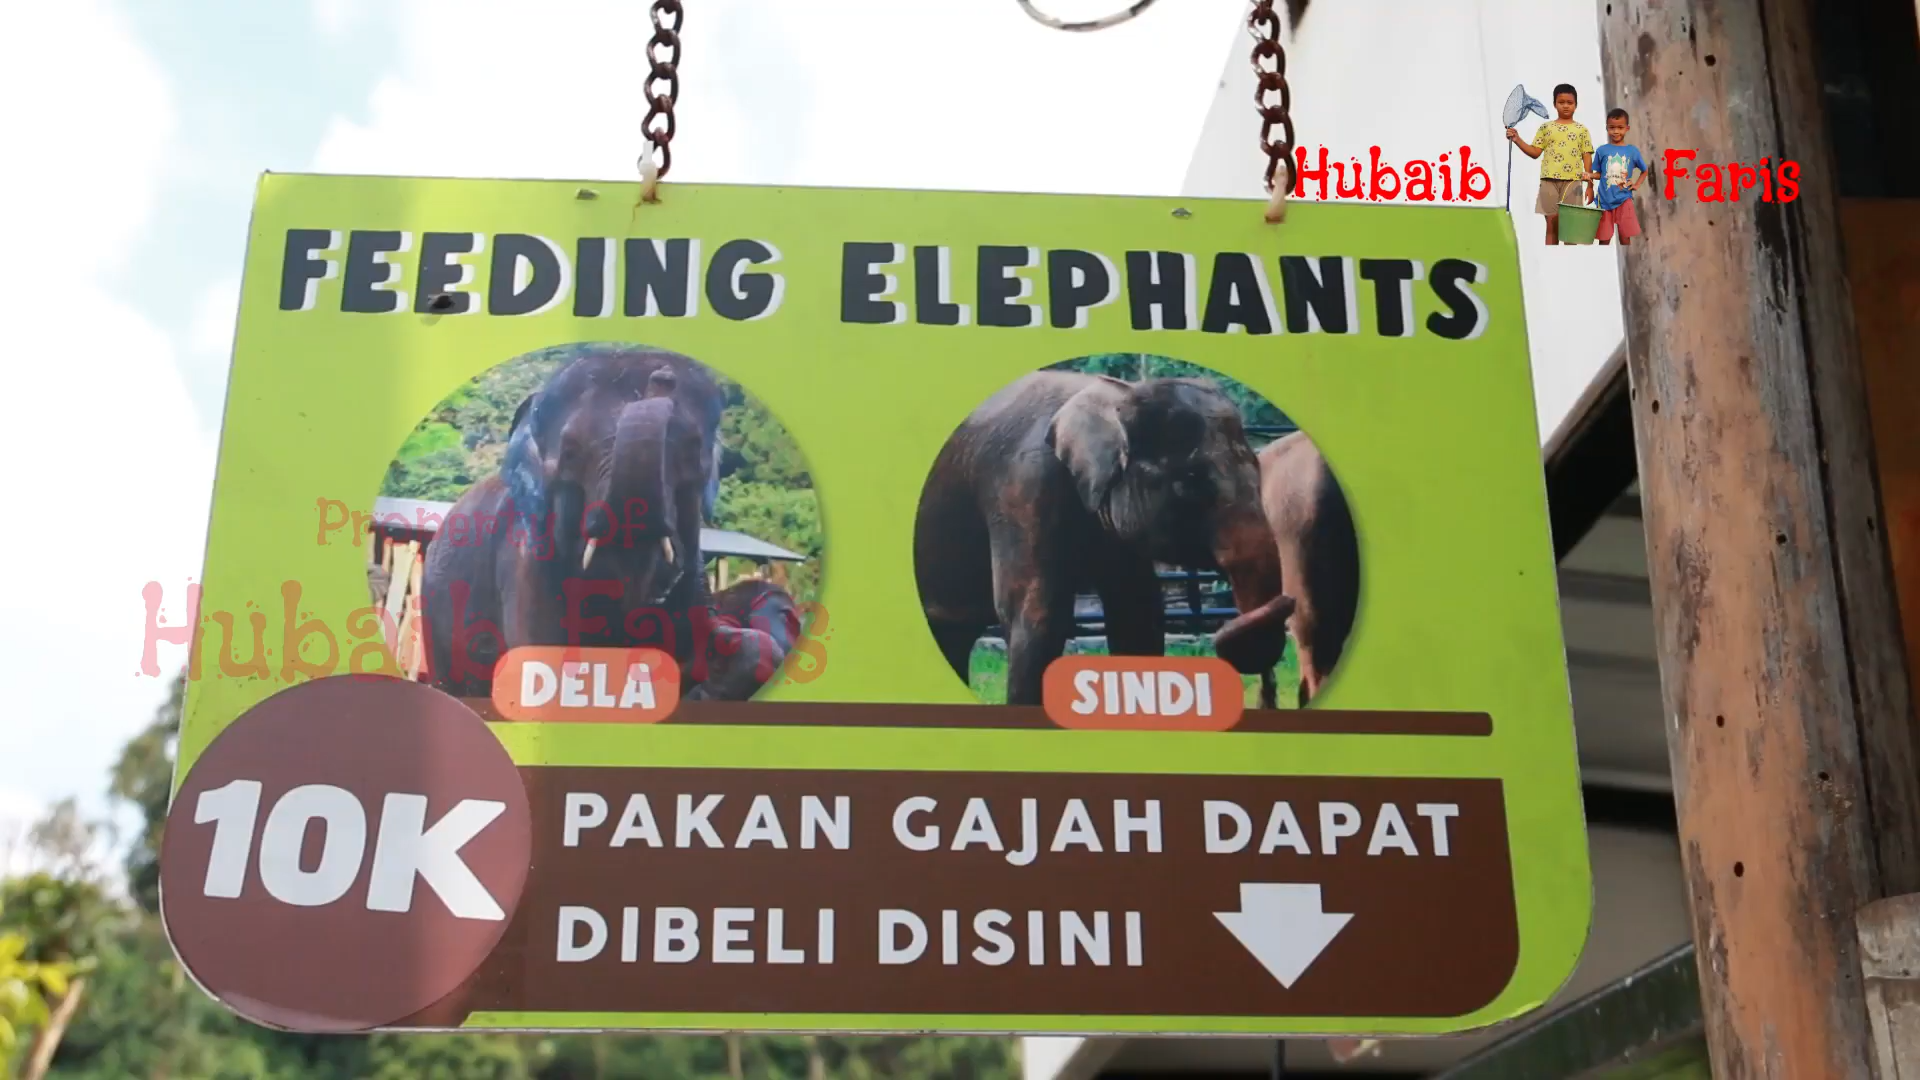 Hubaib Faris
FEEDING ELEPHANTS
Property Of
Hubaib Faris
DELA
SINDI
10K
PAKAN GAJAH DAPAT
DIBELI DISINI